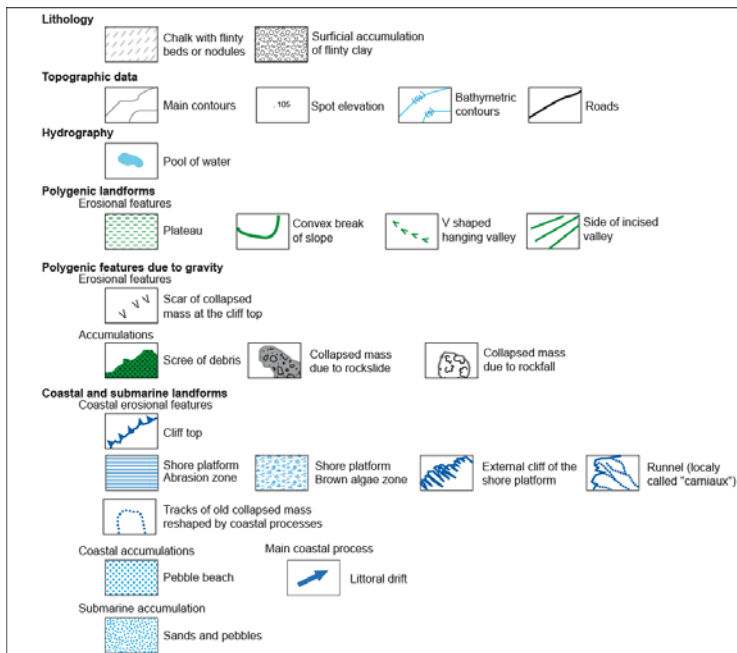 Lithology
Chalk with flinty
beds or nodules
Surficial accumulation
of flinty clay
Topographic data
Main contours
.105
Spot elevation
Bathymetric
contours
Roads
Hydrography
Pool of water
Polygenic landforms
Erosional features
Plateau
Convex break
of slope
V shaped
hanging valley
Side of incised
valley
Polygenic features due to gravity
Erosional features
Scar of collapsed
mass at the cliff top
Accumulations
Scree of debris
Collapsed mass
due to rockslide
Collapsed mass
due to rockfall
Coastal and submarine landforms
Coastal erosional features
Cliff top
Shore platform
Abrasion zone
Shore platform
Brown algae zone
External cliff of the
shore platform
Runnel (localy
called "carniaux")
Tracks of old collapsed mass
reshaped by coastal processes
Coastal accumulations
Pebble beach
Main coastal process
Littoral drift
Submarine accumulation
Sands and pebbles